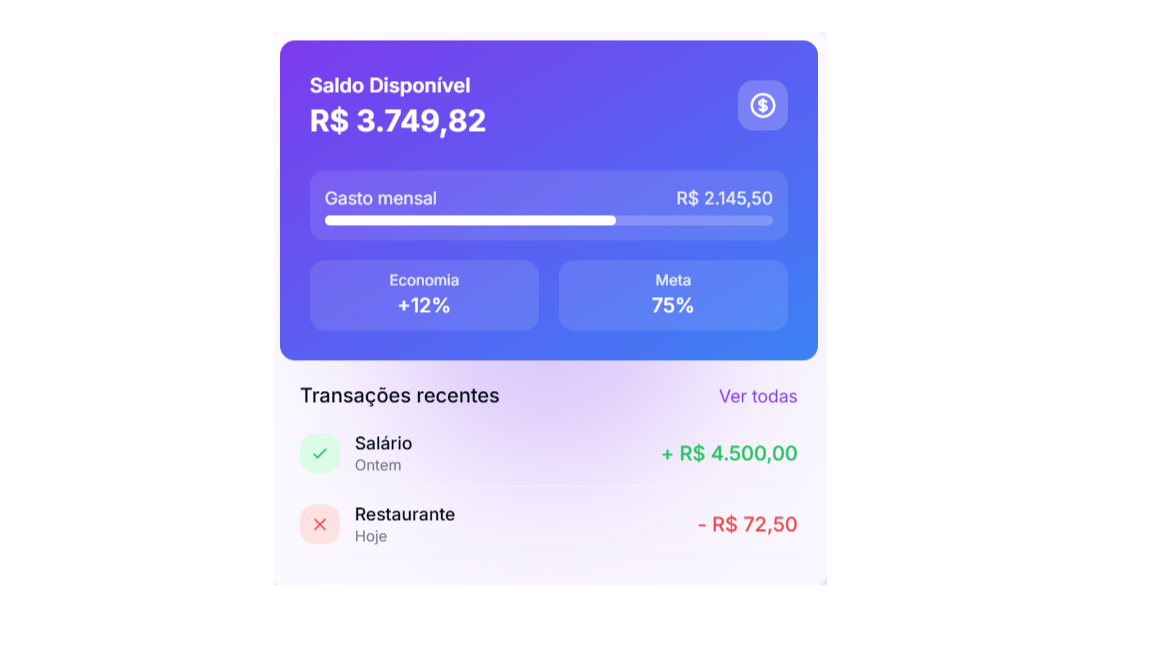 Saldo Disponível
R$ 3.749,82
$
Gasto mensal R$ 2.145,50
Economia Meta
+12% 75%
Transações recentes Ver todas
Salário
Ontem
+ R$ 4.500,00
Restaurante
Hoje
- R$ 72,50